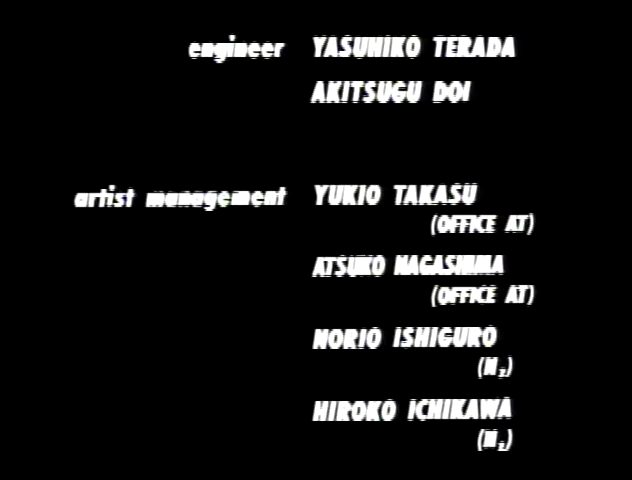 engineer YASUHIKO TERADA
AKITSUGU DOI
artist management YUKIO TAKASU
(OFFICE AT)
ATSUKO NAGASHIMA
(OFFICE AT)
NORIO ISHIGURO
HIROKO ICHIKAWA